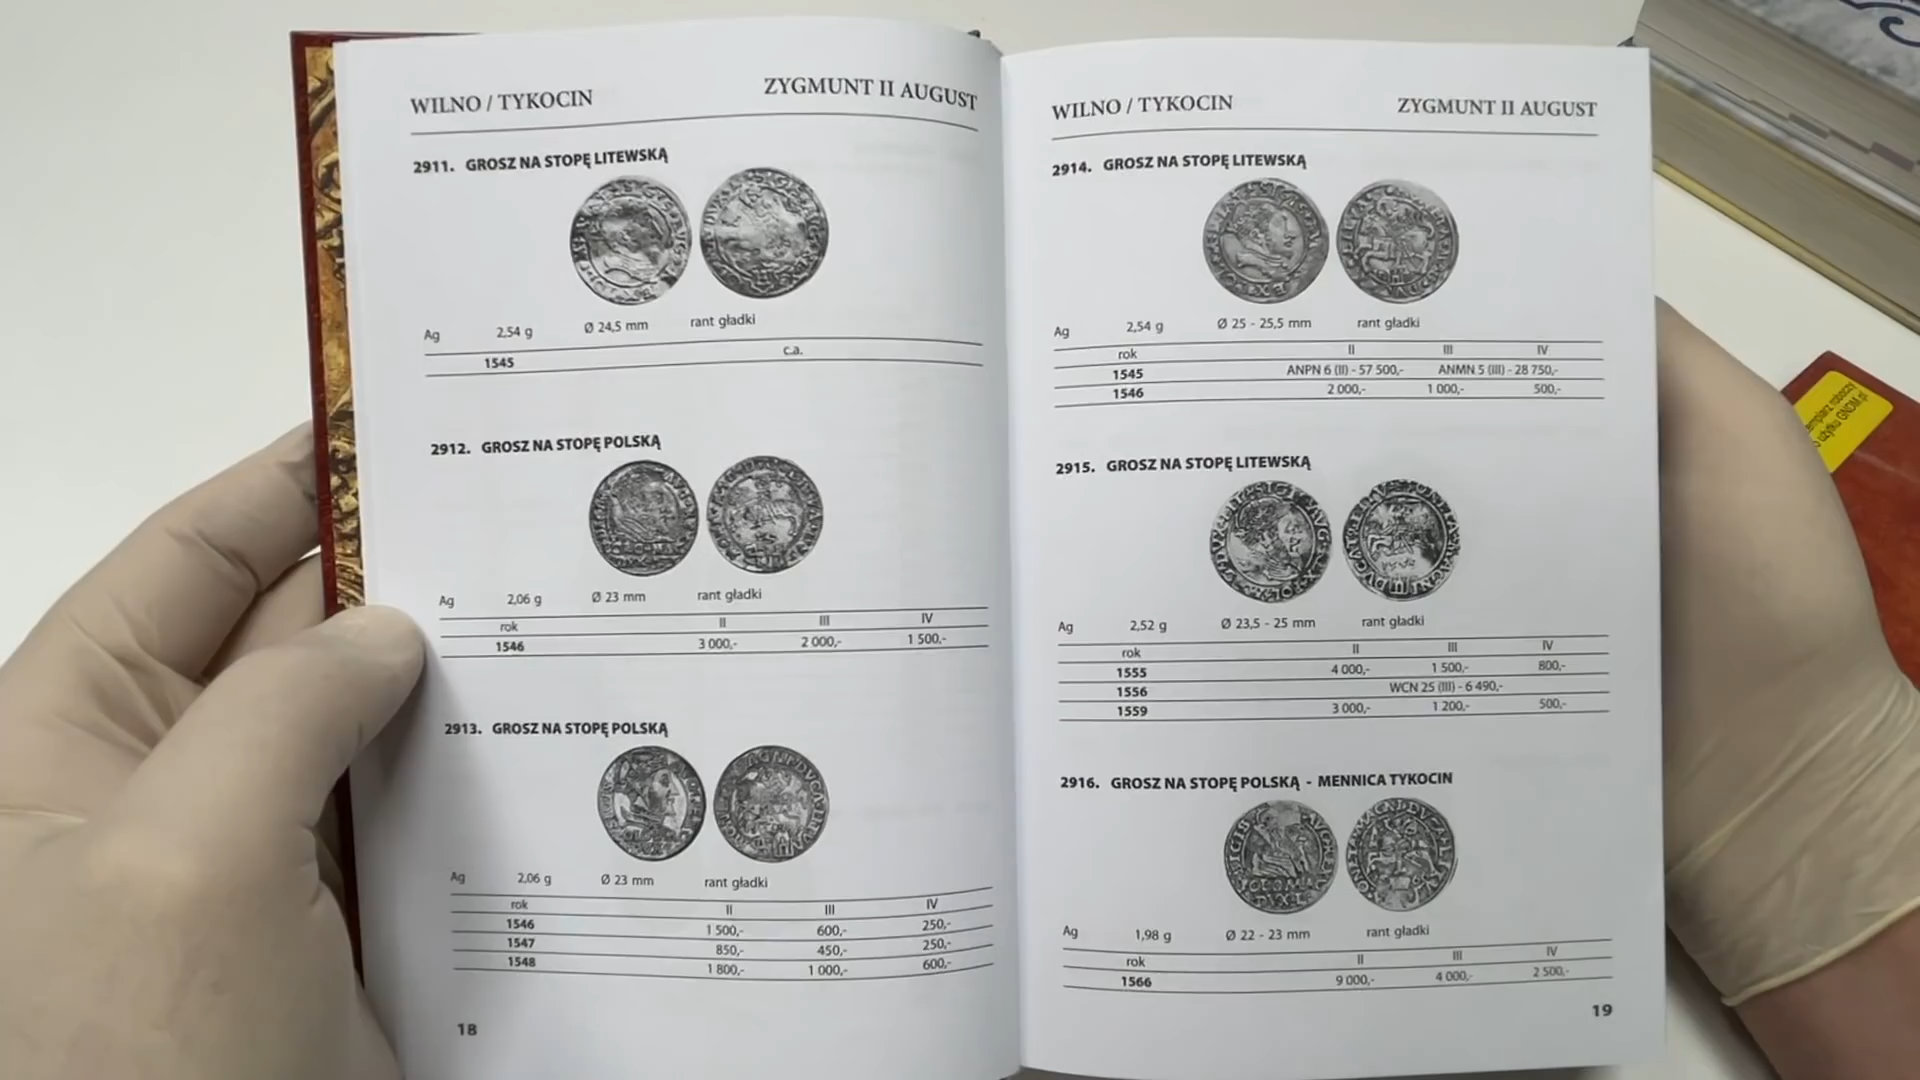 WILNO / TYKOCIN ZYGMUNT II AUGUST
2911. GROSZ NA STOPĘ LITEWSKĄ
Ag 2,54 g Ø 24,5 mm rant gładki
1545 c.a.
2912. GROSZ NA STOPĘ POLSKĄ
Ag 2,06 g Ø 23 mm rant gładki
rok II III IV
1546 3 000,- 2 000,- 1 500,-
2913. GROSZ NA STOPĘ POLSKĄ
Ag 2,06 g Ø 23 mm rant gładki
rok II III IV
1546 1 500,- 600,- 250,-
1547 850,- 450,- 250,-
1548 1 800,- 1 000,- 600,-
18
WILNO / TYKOCIN ZYGMUNT II AUGUST
2914. GROSZ NA STOPĘ LITEWSKĄ
Ag 2,54 g Ø 25 - 25,5 mm rant gładki
rok II III IV
1545 ANPN 6 (II) - 57 500,- ANMN 5 (III) - 28 750,-
1546 2 000,- 1 000,- 500,-
2915. GROSZ NA STOPĘ LITEWSKĄ
Ag 2,52 g Ø 23,5 - 25 mm rant gładki
rok II III IV
1555 4 000,- 1 500,- 800,-
1556 WCN 25 (III) - 6 490,-
1559 3 000,- 1 200,- 500,-
2916. GROSZ NA STOPĘ POLSKĄ - MENNICA TYKOCIN
Ag 1,98 g Ø 22 - 23 mm rant gładki
rok II III IV
1566 9 000,- 4 000,- 2 500,-
19
roboczy
użytku GNDM.pl